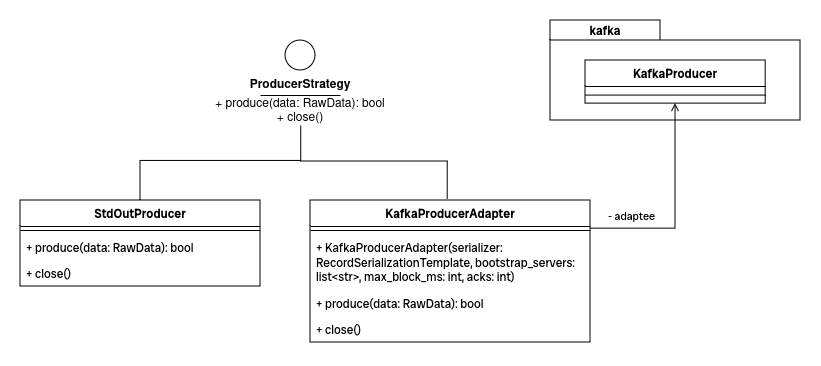 kafka
KafkaProducer
ProducerStrategy
+ produce(data: RawData): bool
+ close()
- adaptee
StdOutProducer
+ produce(data: RawData): bool
+ close()
KafkaProducerAdapter
+ KafkaProducerAdapter(serializer:
RecordSerializationTemplate, bootstrap_servers:
list<str>, max_block_ms: int, acks: int)
+ produce(data: RawData): bool
+ close()